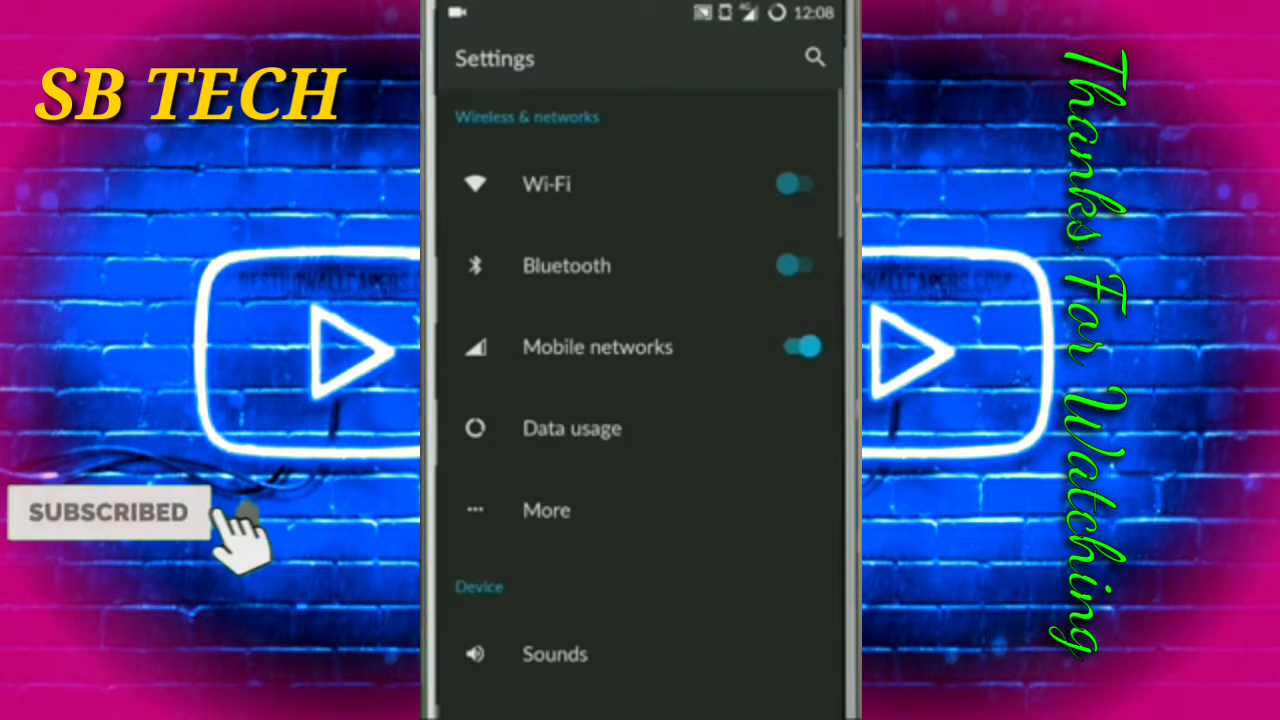 SB TECH
12:08
Settings
Wireless & networks
Wi-Fi
Bluetooth
Mobile networks
Data usage
More
Device
Sounds
SUBSCRIBED
Thanks For Watching